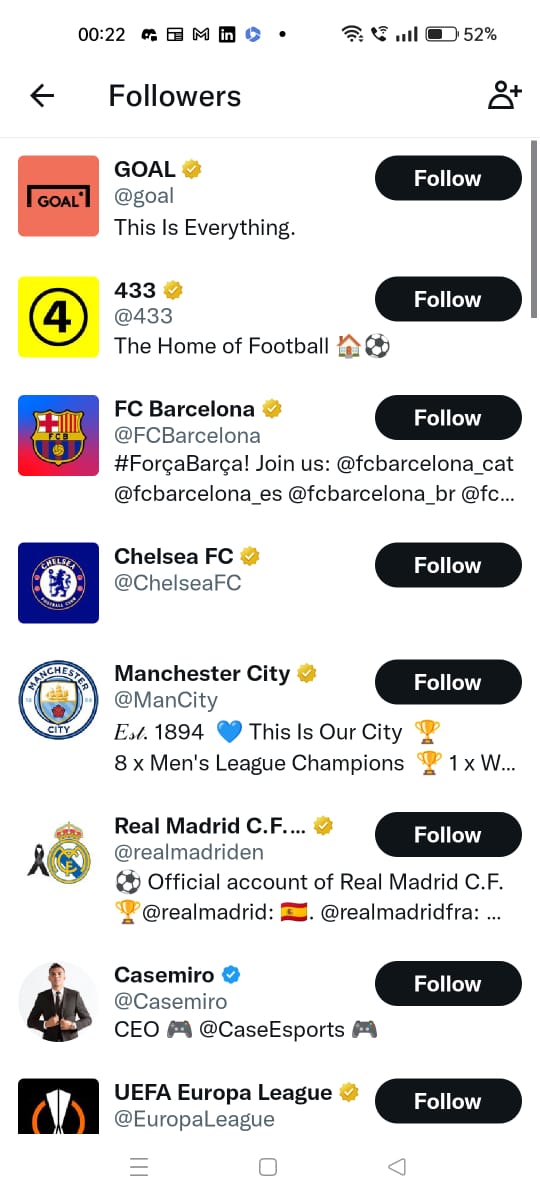 00:22
52%
Followers
GOAL
GOAL
@goal
Follow
This Is Everything.
4
433
@433
Follow
The Home of Football 🏠⚽
FCB
FC Barcelona
@FCBarcelona
Follow
#ForçaBarça! Join us: @fcbarcelona_cat
@fcbarcelona_es @fcbarcelona_br @fc...
CHELSEA
FOOTBALL CLUB
Chelsea FC
@ChelseaFC
Follow
MANCHESTER
18 94
CITY
Manchester City
@ManCity
Follow
Est. 1894 💙 This Is Our City 🏆
8 x Men's League Champions 🏆 1 x W...
Real Madrid C.F....
@realmadriden
Follow
⚽ Official account of Real Madrid C.F.
🏆@realmadrid: 🇪🇸. @realmadridfra: ...
Casemiro
@Casemiro
Follow
CEO 🎮 @CaseEsports 🎮
UEFA Europa League
@EuropaLeague
Follow